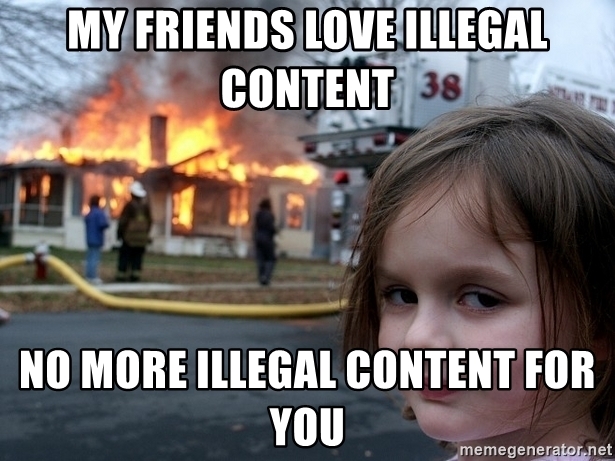 MY FRIENDS LOVE ILLEGAL
CONTENT
38
NO MORE ILLEGAL CONTENT FOR
YOU
memegenerator.net